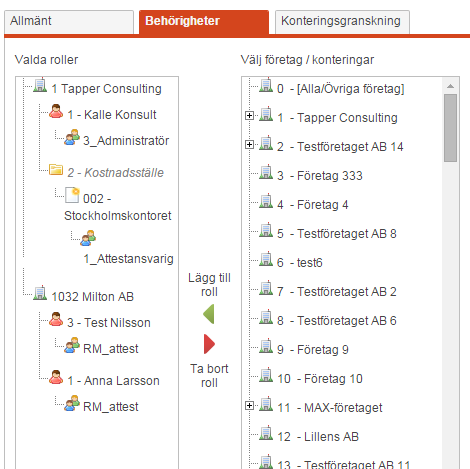 Allmänt
Behörigheter
Konteringsgranskning
Valda roller
1 Tapper Consulting
1 - Kalle Konsult
3_Administratör
2 - Kostnadsställe
002 -
Stockholmskontoret
1_Attestansvarig
1032 Milton AB
3 - Test Nilsson
RM_attest
1 - Anna Larsson
RM_attest
Lägg till
roll
Ta bort
roll
Välj företag / konteringar
0 - [Alla/Övriga företag]
1 - Tapper Consulting
2 - Testföretaget AB 14
3 - Företag 333
4 - Företag 4
5 - Testföretaget AB 8
6 - test6
7 - Testföretaget AB 2
8 - Testföretaget AB 6
9 - Företag 9
10 - Företag 10
11 - MAX-företaget
12 - Lillens AB
13 - Testföretaget AB 11